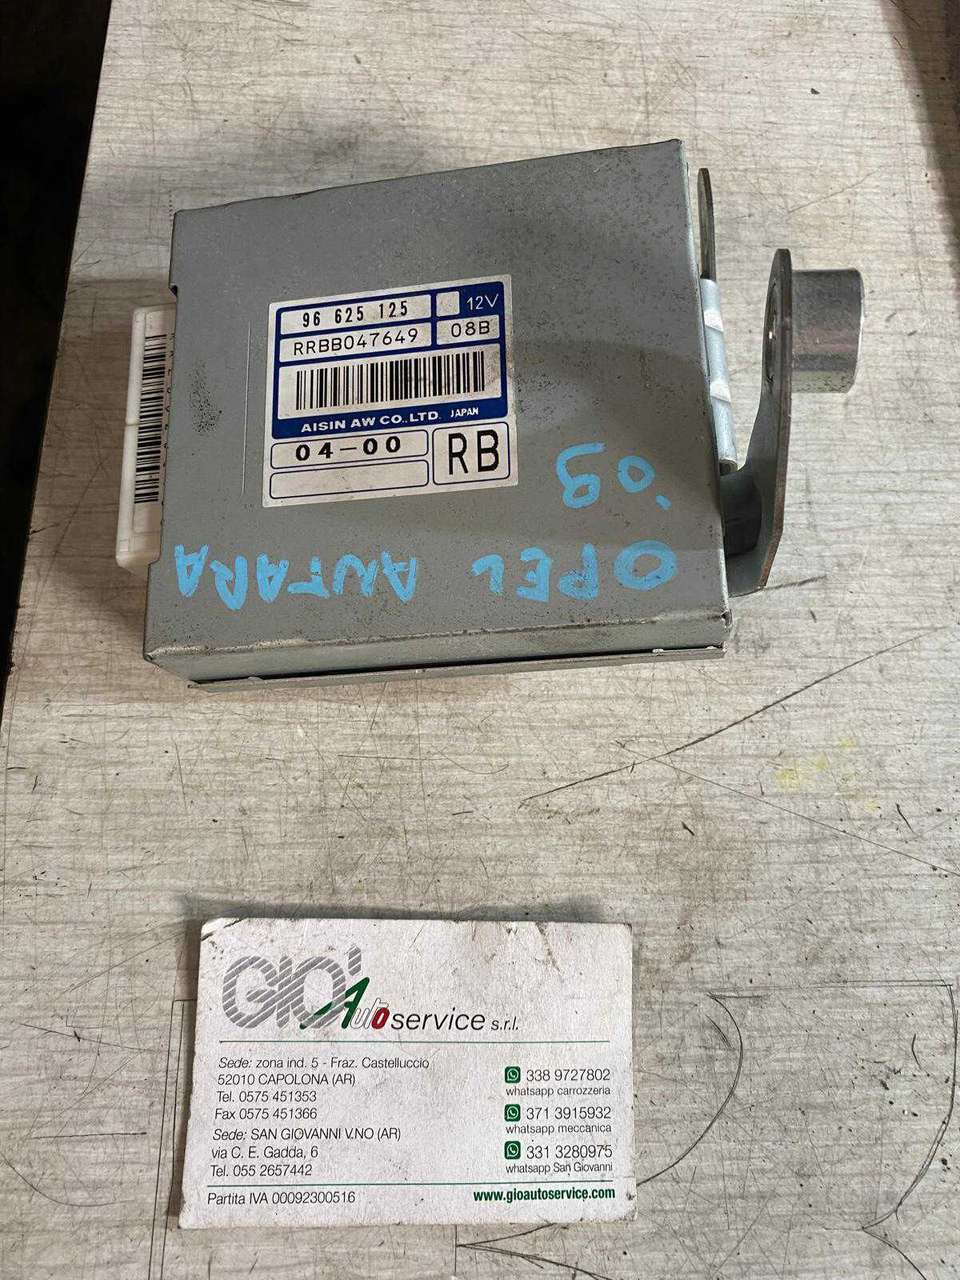 96 625 125
12V
RRBB047649
08B
AISIN AW CO., LTD. JAPAN
04-00
RB
'09
OPEL ANTARA
GIO' Auto service s.r.l.
Sede: zona ind. 5 - Fraz. Castelluccio
52010 CAPOLONA (AR)
Tel. 0575 451353
Fax 0575 451366
Sede: SAN GIOVANNI V.NO (AR)
via C. E. Gadda, 6
Tel. 055 2657442
338 9727802
whatsapp carrozzeria
371 3915932
whatsapp meccanica
331 3280975
whatsapp San Giovanni
Partita IVA 00092300516
www.gioautoservice.com